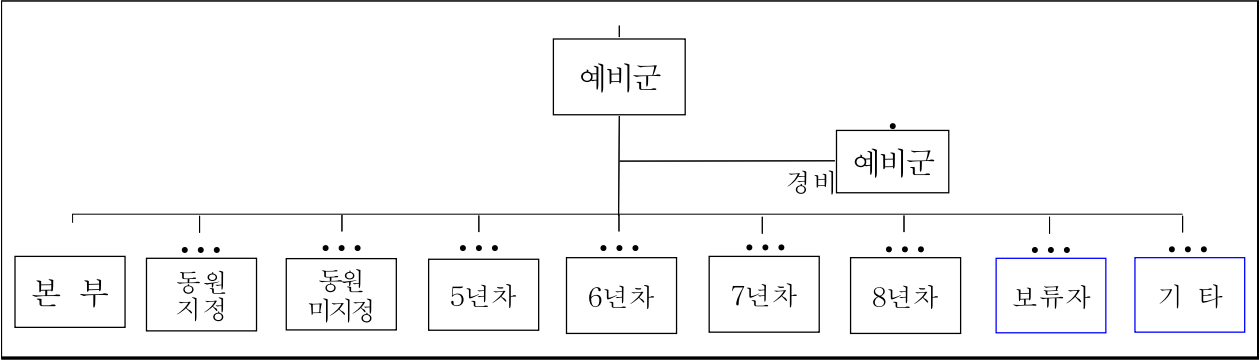 예비군
예비군
경비
본 부
동원
지정
동원
미지정
5년차
6년차
7년차
8년차
보류자
기 타